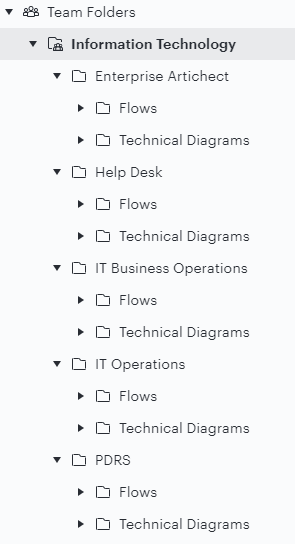 Team Folders
Information Technology
Enterprise Artichect
Flows
Technical Diagrams
Help Desk
Flows
Technical Diagrams
IT Business Operations
Flows
Technical Diagrams
IT Operations
Flows
Technical Diagrams
PDRS
Flows
Technical Diagrams